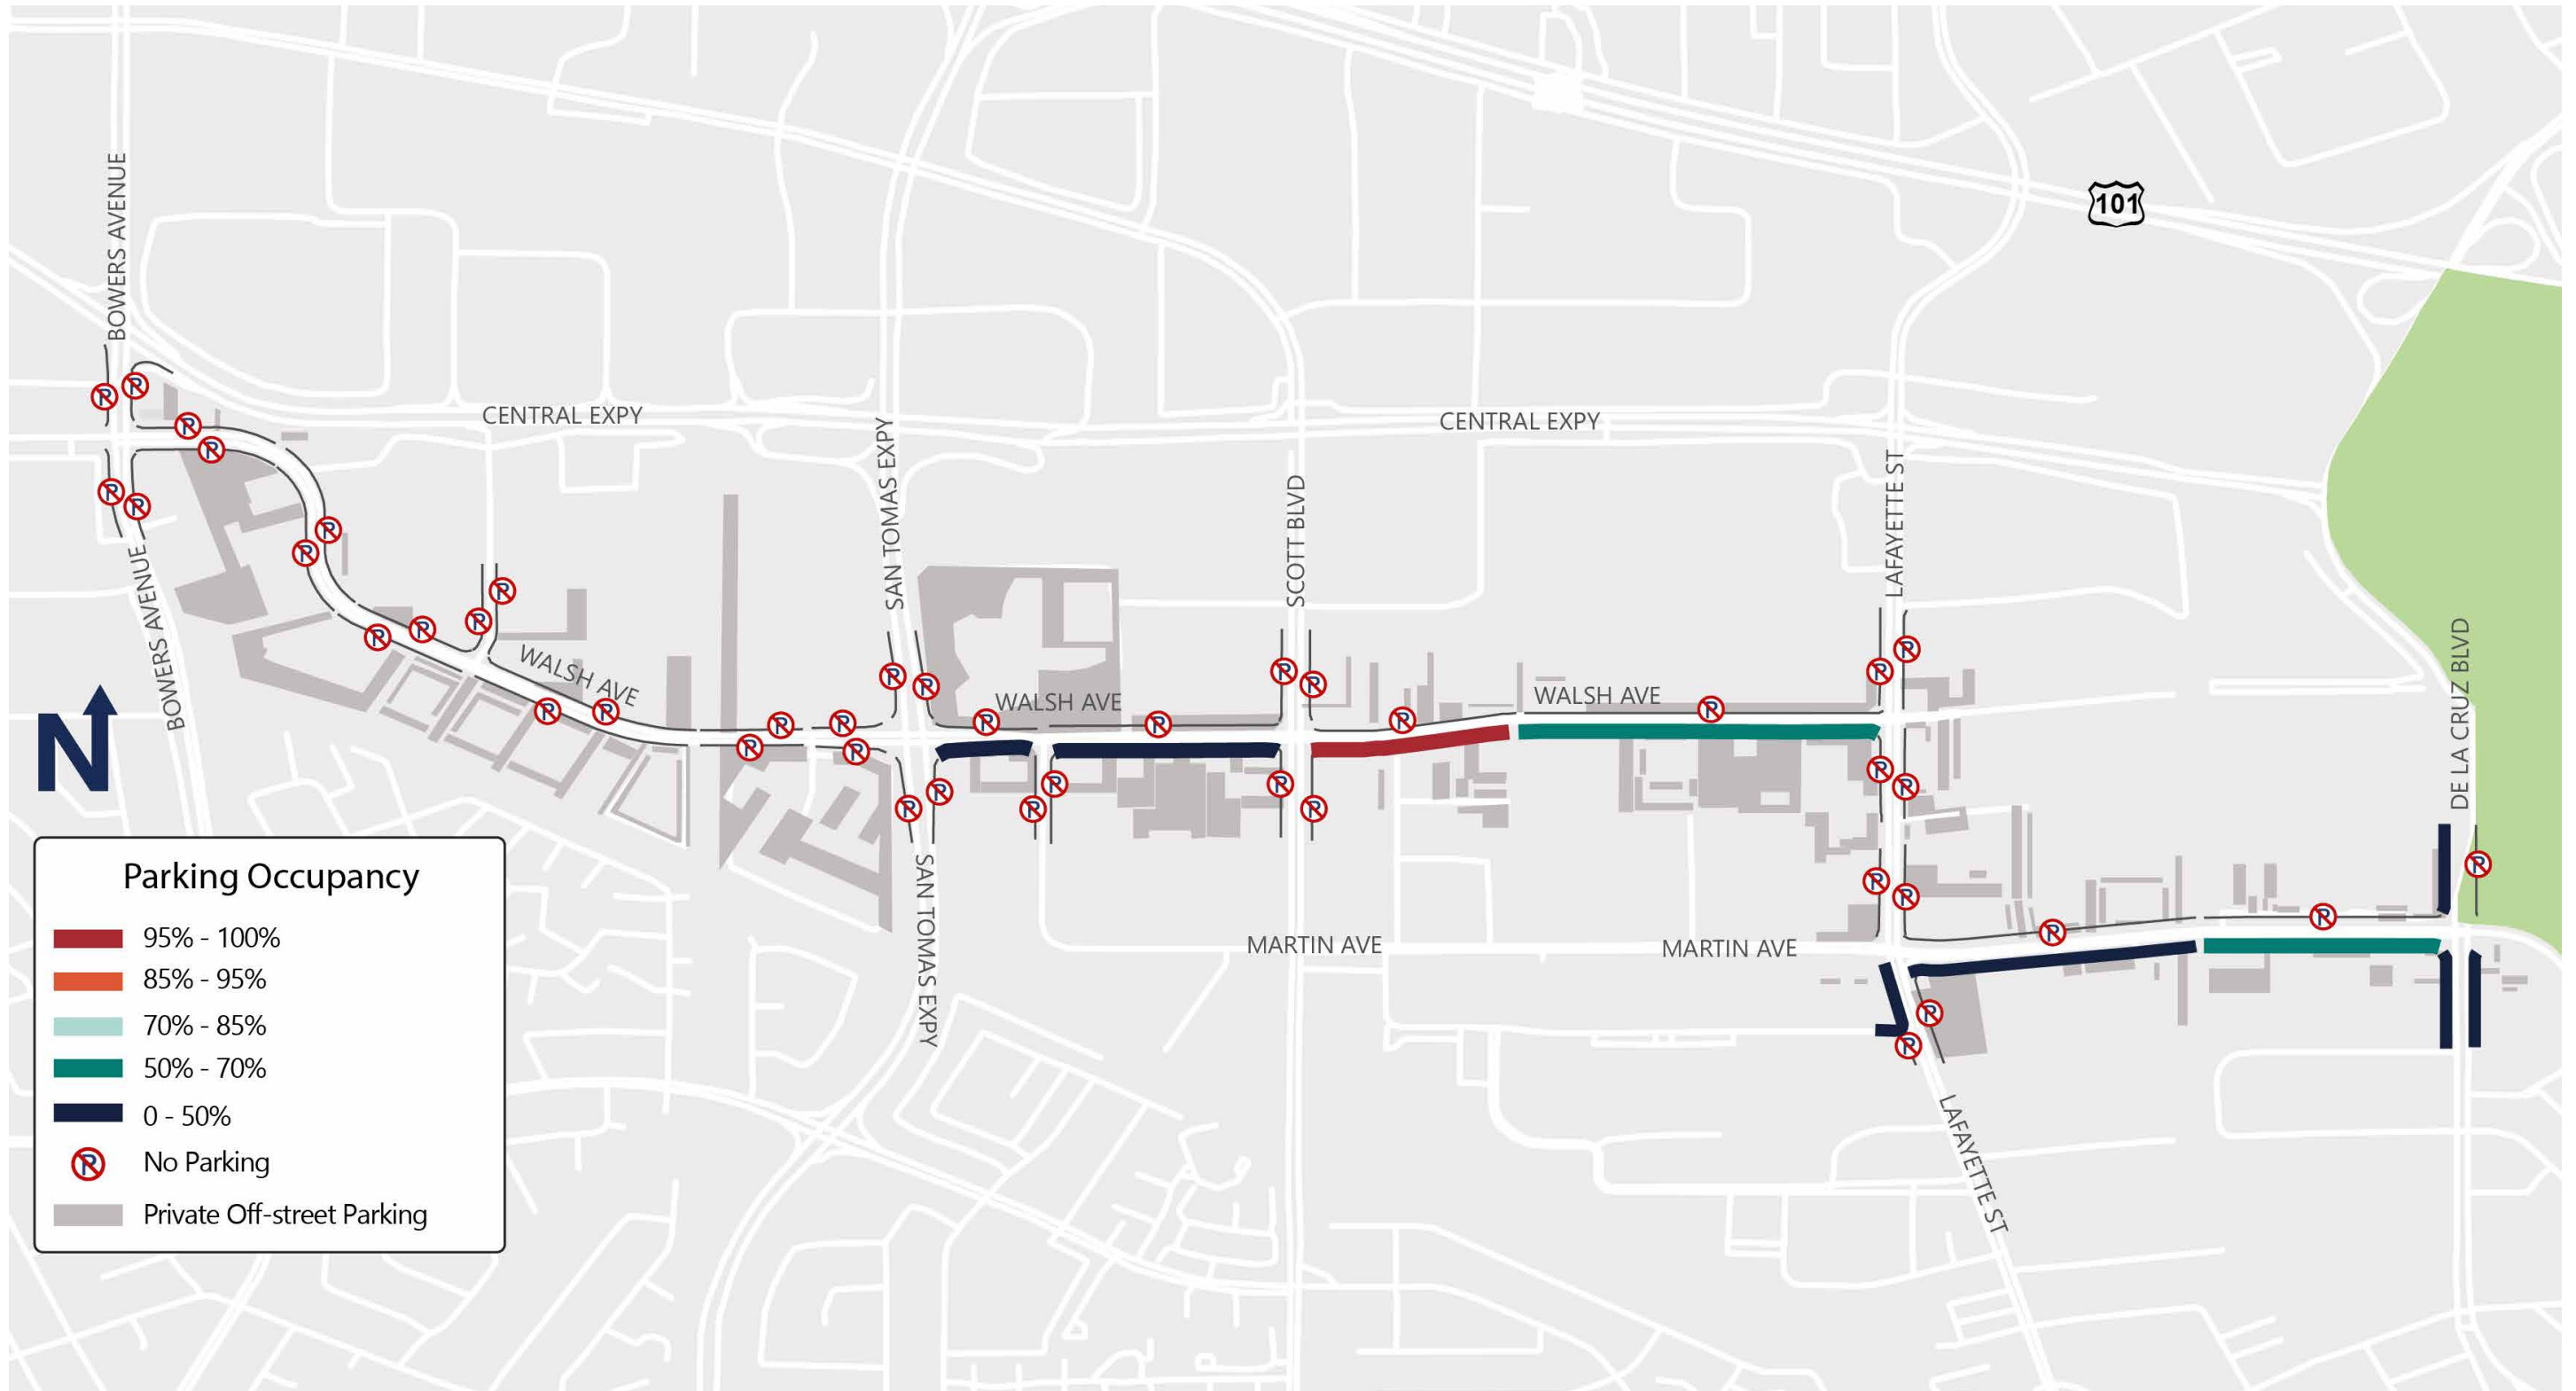 101
BOWERS AVENUE
CENTRAL EXPY
CENTRAL EXPY
SAN TOMAS EXPY
SCOTT BLVD
LAFAYETTE ST
BOWERS AVENUE
WALSH AVE
WALSH AVE
WALSH AVE
DE LA CRUZ BLVD
N
SAN TOMAS EXPY
MARTIN AVE
MARTIN AVE
LAFAYETTE ST
Parking Occupancy
95% - 100%
85% - 95%
70% - 85%
50% - 70%
0 - 50%
No Parking
Private Off-street Parking